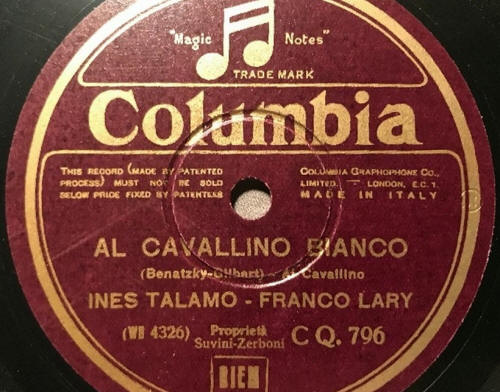 "Magic Notes"
TRADE MARK
Columbia
THIS RECORD (MADE BY PATENTED
PROCESS) MUST NOT BE SOLD
BELOW PRICE FIXED BY PATENTEES
COLUMBIA GRAPHOPHONE CO.,
LIMITED. — LONDON, E.C. 1.
MADE IN ITALY
AL CAVALLINO BIANCO
(Benatzky-Gilbert) - Al Cavallino
INES TALAMO - FRANCO LARY
(WB 4326)
Proprietà
Suvini-Zerboni
C Q. 796
BIEM